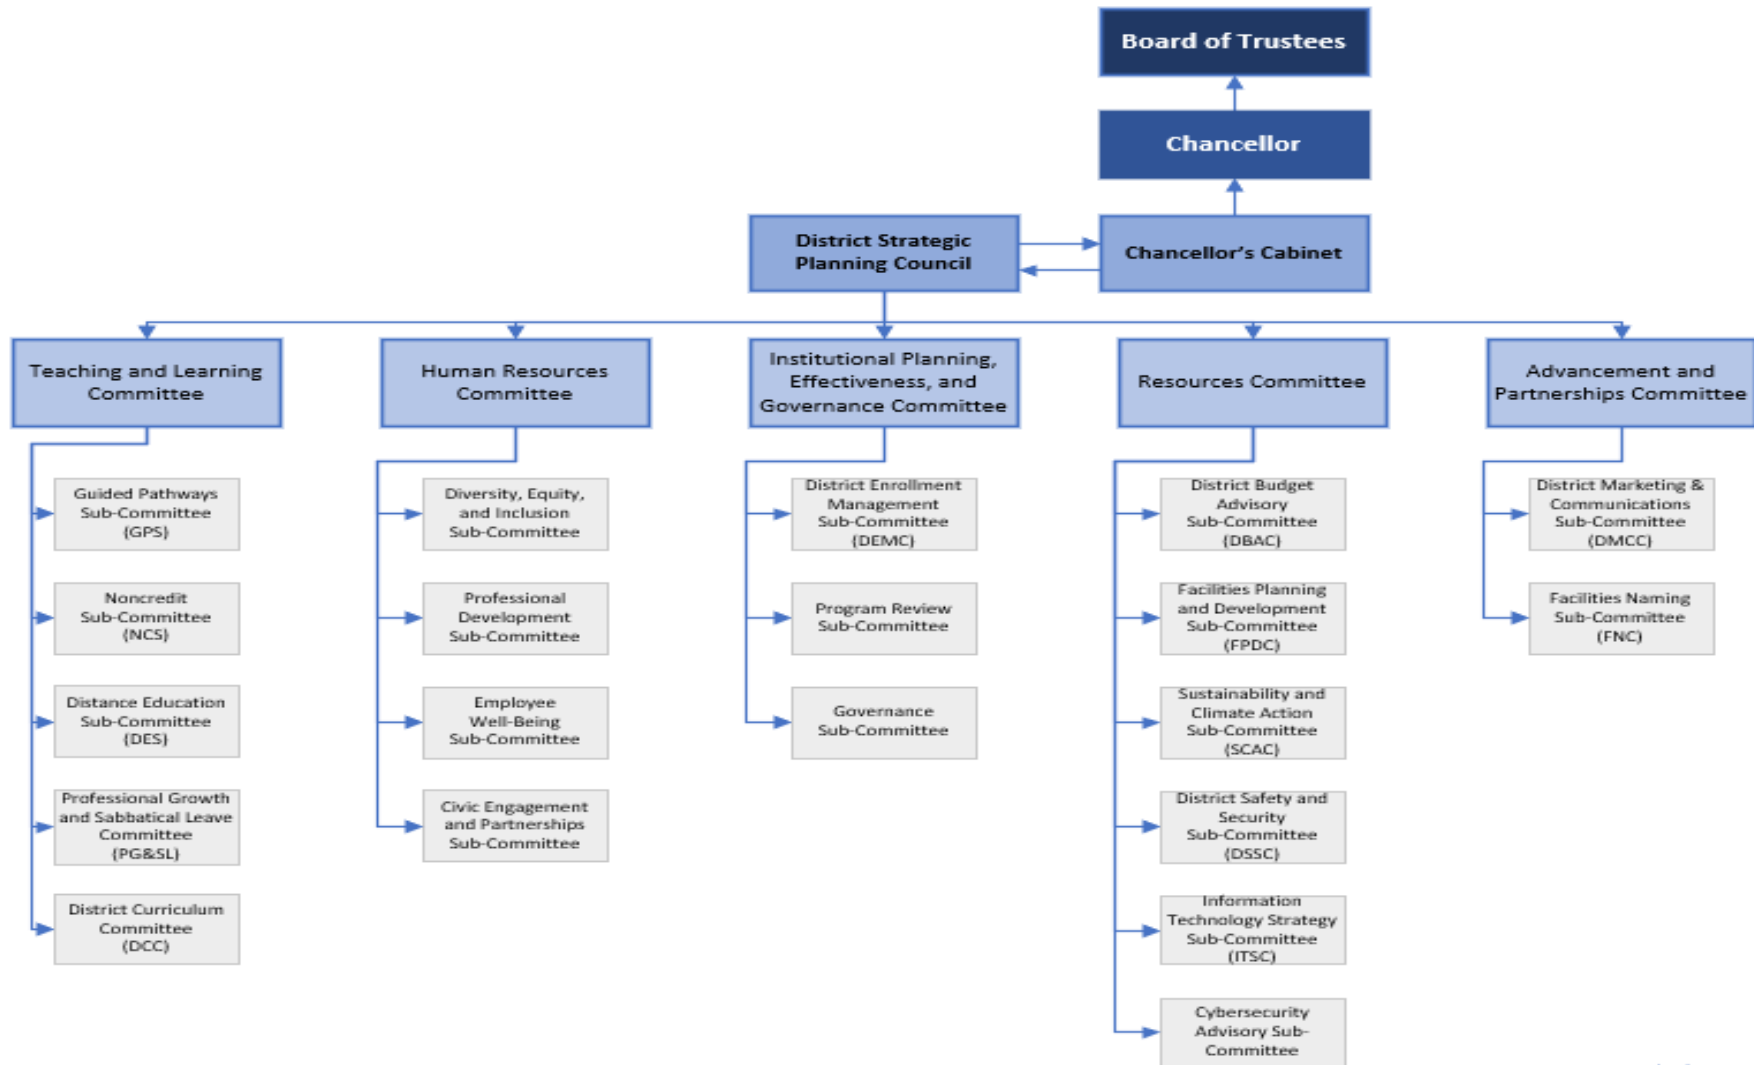 Board of Trustees
Chancellor
District Strategic
Planning Council
Chancellor's Cabinet
Teaching and Learning
Committee
Human Resources
Committee
Institutional Planning,
Effectiveness, and
Governance Committee
Resources Committee
Advancement and
Partnerships Committee
Guided Pathways
Sub-Committee
(GPS)
Noncredit
Sub-Committee
(NCS)
Distance Education
Sub-Committee
(DES)
Professional Growth
and Sabbatical Leave
Committee
(PG&SL)
District Curriculum
Committee
(DCC)
Diversity, Equity,
and Inclusion
Sub-Committee
Professional
Development
Sub-Committee
Employee
Well-Being
Sub-Committee
Civic Engagement
and Partnerships
Sub-Committee
District Enrollment
Management
Sub-Committee
(DEMC)
Program Review
Sub-Committee
Governance
Sub-Committee
District Budget
Advisory
Sub-Committee
(DBAC)
Facilities Planning
and Development
Sub-Committee
(FPDC)
Sustainability and
Climate Action
Sub-Committee
(SCAC)
District Safety and
Security
Sub-Committee
(DSSC)
Information
Technology Strategy
Sub-Committee
(ITSC)
Cybersecurity
Advisory Sub-
Committee
District Marketing &
Communications
Sub-Committee
(DMCC)
Facilities Naming
Sub-Committee
(FNC)